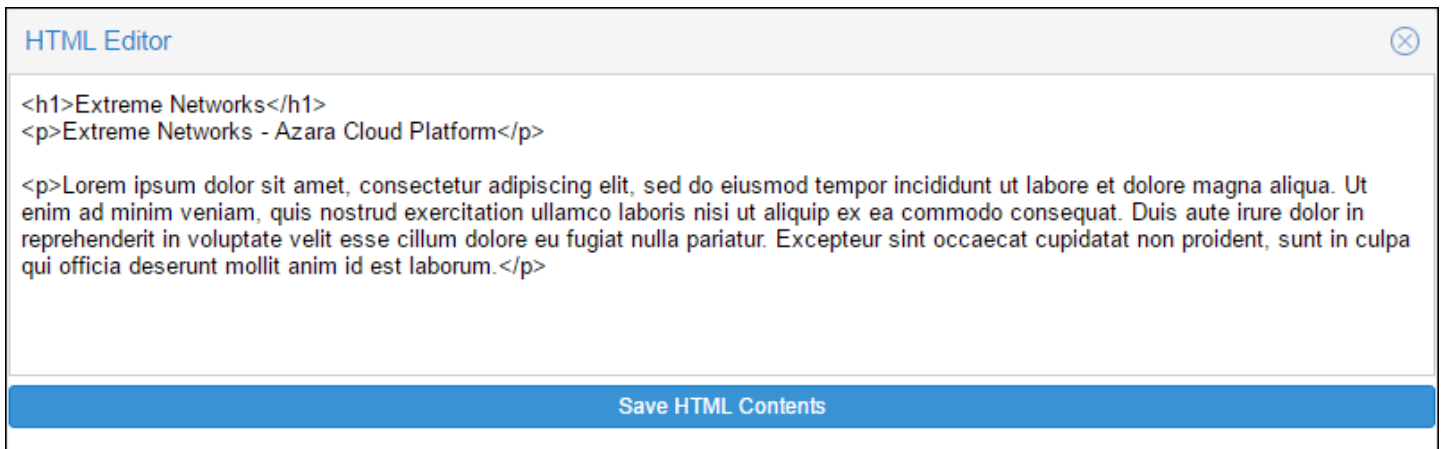 HTML Editor
<h1>Extreme Networks</h1>
<p>Extreme Networks - Azara Cloud Platform</p>
<p>Lorem ipsum dolor sit amet, consectetur adipiscing elit, sed do eiusmod tempor incididunt ut labore et dolore magna aliqua. Ut
enim ad minim veniam, quis nostrud exercitation ullamco laboris nisi ut aliquip ex ea commodo consequat. Duis aute irure dolor in
reprehenderit in voluptate velit esse cillum dolore eu fugiat nulla pariatur. Excepteur sint occaecat cupidatat non proident, sunt in culpa
qui officia deserunt mollit anim id est laborum.</p>
Save HTML Contents